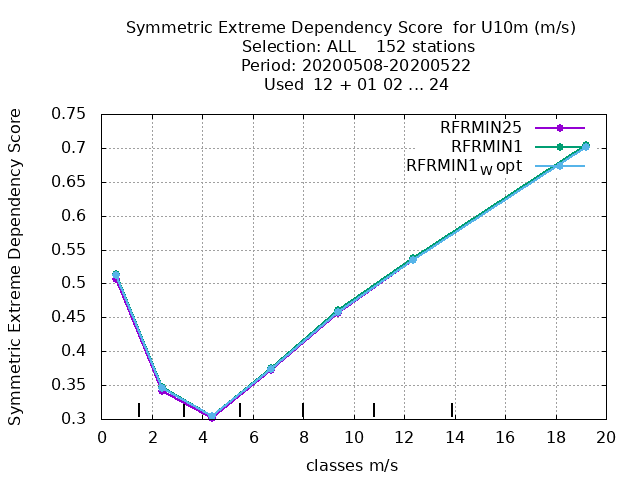 Symmetric Extreme Dependency Score  for U10m (m/s)
Selection: ALL    152 stations
Period: 20200508-20200522
Used  12 + 01 02 ... 24
Symmetric Extreme Dependency Score
0.75
0.7
0.65
0.6
0.55
0.5
0.45
0.4
0.35
0.3
RFRMIN25
RFRMIN1
RFRMIN1W opt
0 2 4 6 8 10 12 14 16 18 20
classes m/s